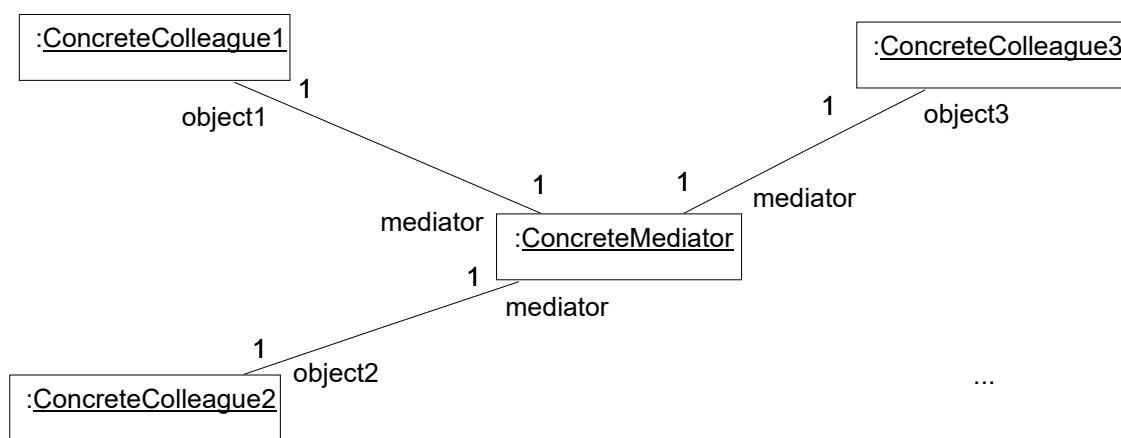 :ConcreteColleague1
:ConcreteColleague3
1
object1
1
object3
1
1
mediator
mediator
:ConcreteMediator
1
mediator
1
object2
...
:ConcreteColleague2